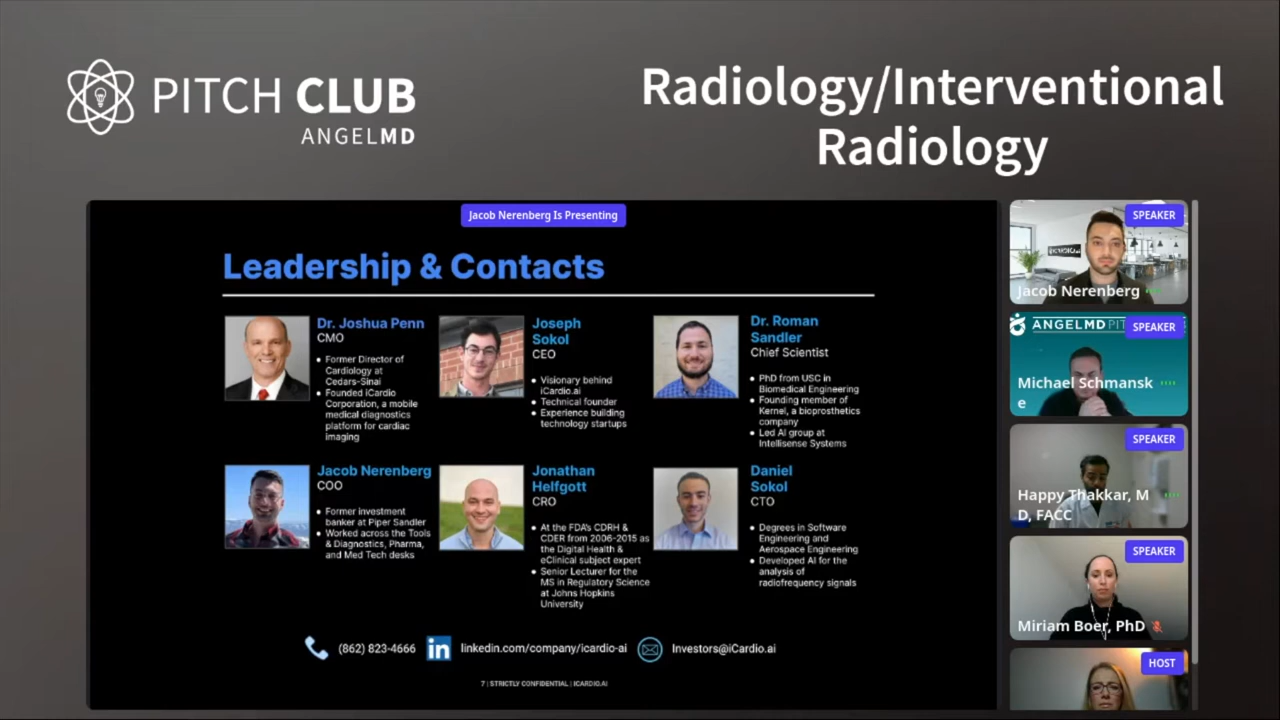 PITCH CLUB
ANGELMD
Radiology/Interventional
Radiology
Jacob Nerenberg Is Presenting
Leadership & Contacts
Dr. Joshua Penn
CMO
• Former Director of
Cardiology at
Cedars-Sinai
• Founded iCardio
Corporation, a mobile
medical diagnostics
platform for cardiac
imaging
Joseph
Sokol
CEO
• Visionary behind
iCardio.ai
• Technical founder
• Experience building
technology startups
Dr. Roman
Sandler
Chief Scientist
• PhD from USC in
Biomedical Engineering
• Founding member of
Kernel, a bioprosthetics
company
• Led AI group at
Intellisense Systems
Jacob Nerenberg
COO
• Former investment
banker at Piper Sandler
• Worked across the Tools
& Diagnostics, Pharma,
and Med Tech desks
Jonathan
Helfgott
CRO
• At the FDA's CDRH &
CDER from 2006-2015 as
the Digital Health &
eClinical subject expert
• Senior Lecturer for the
MS in Regulatory Science
at Johns Hopkins
University
Daniel
Sokol
CTO
• Degrees in Software
Engineering and
Aerospace Engineering
• Developed AI for the
analysis of
radiofrequency signals
(862) 823-4666
in
linkedin.com/company/icardio-ai
Investors@iCardio.ai
7 | STRICTLY CONFIDENTIAL | ICARDIO.AI
SPEAKER
Jacob Nerenberg
ANGELMD PIT
SPEAKER
Michael Schmansk
e
SPEAKER
Happy Thakkar, M
D, FACC
SPEAKER
Miriam Boer, PhD
HOST